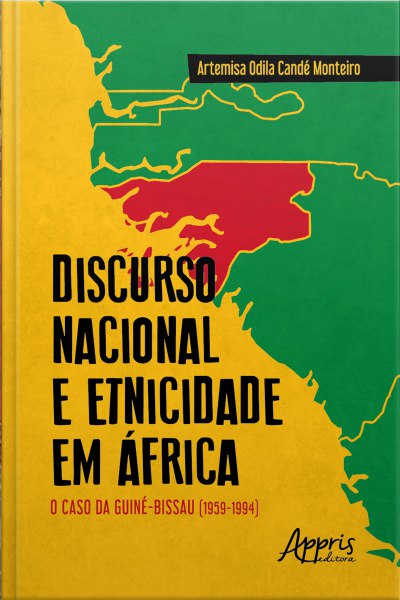 Artemisa Odila Candé Monteiro
DISCURSO
NACIONAL
E ETNICIDADE
EM ÁFRICA
O CASO DA GUINÉ-BISSAU (1959-1994)
Appris
editora